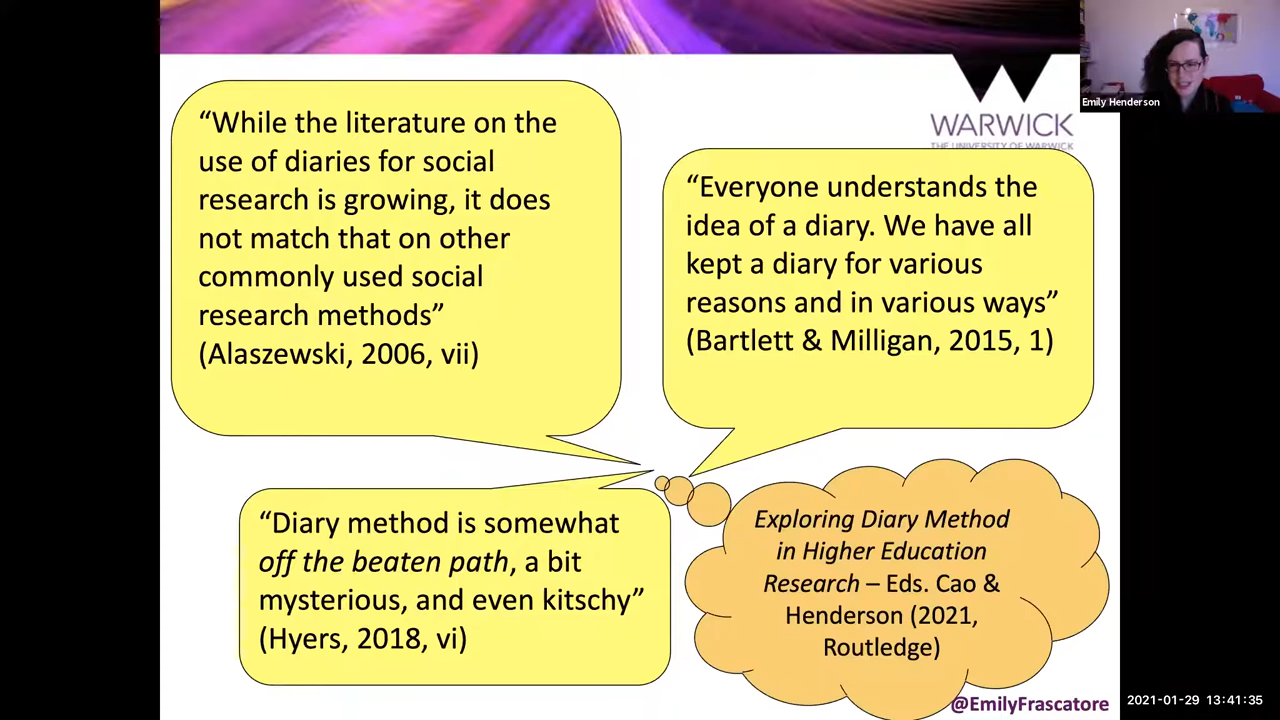 “While the literature on the
use of diaries for social
research is growing, it does
not match that on other
commonly used social
research methods”
(Alaszewski, 2006, vii)
WARWICK
THE UNIVERSITY OF WARWICK
Emily Henderson
“Everyone understands the
idea of a diary. We have all
kept a diary for various
reasons and in various ways”
(Bartlett & Milligan, 2015, 1)
“Diary method is somewhat
off the beaten path, a bit
mysterious, and even kitschy”
(Hyers, 2018, vi)
Exploring Diary Method
in Higher Education
Research – Eds. Cao &
Henderson (2021,
Routledge)
@EmilyFrascatore
2021-01-29 13:41:35